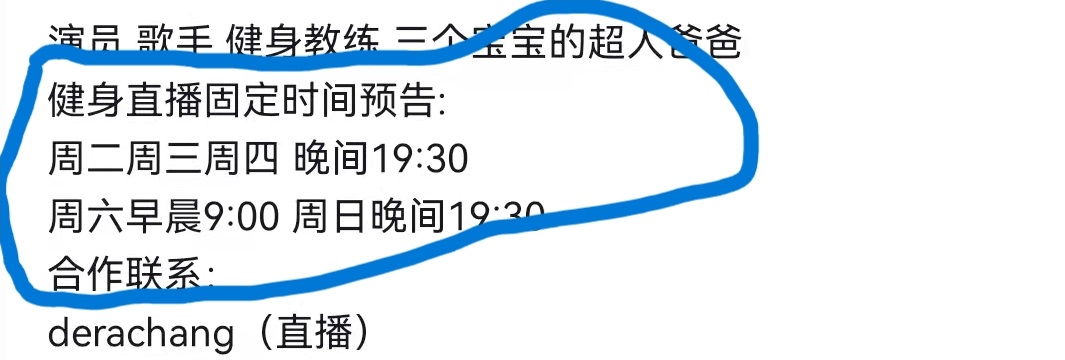 演员 歌手 健身教练 三个宝宝的超人爸爸
健身直播固定时间预告:
周二周三周四 晚间19:30
周六早晨9:00 周日晚间19:30
合作联系:
derachang（直播）